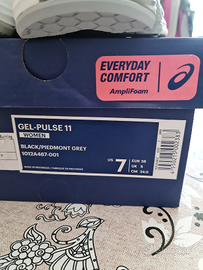 EVERYDAY
COMFORT
AmpliFoam
GEL-PULSE 11
WOMEN
BLACK/PIEDMONT GREY
1012A467-001
US 7
EUR 38
UK 5
CM 24.0